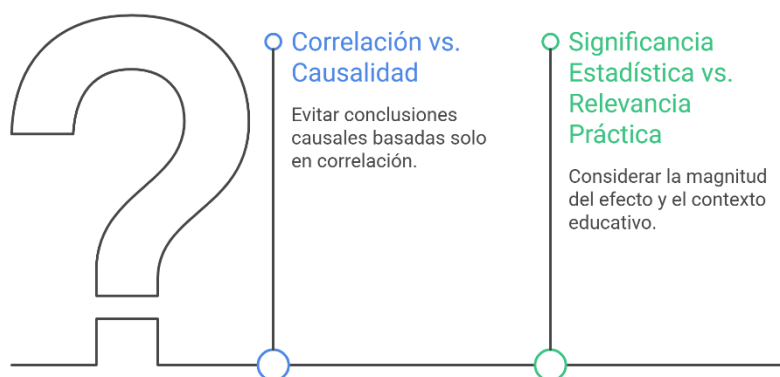 Correlación vs.
Causalidad
Evitar conclusiones
causales basadas solo
en correlación.
Significancia
Estadística vs.
Relevancia
Práctica
Considerar la magnitud
del efecto y el contexto
educativo.